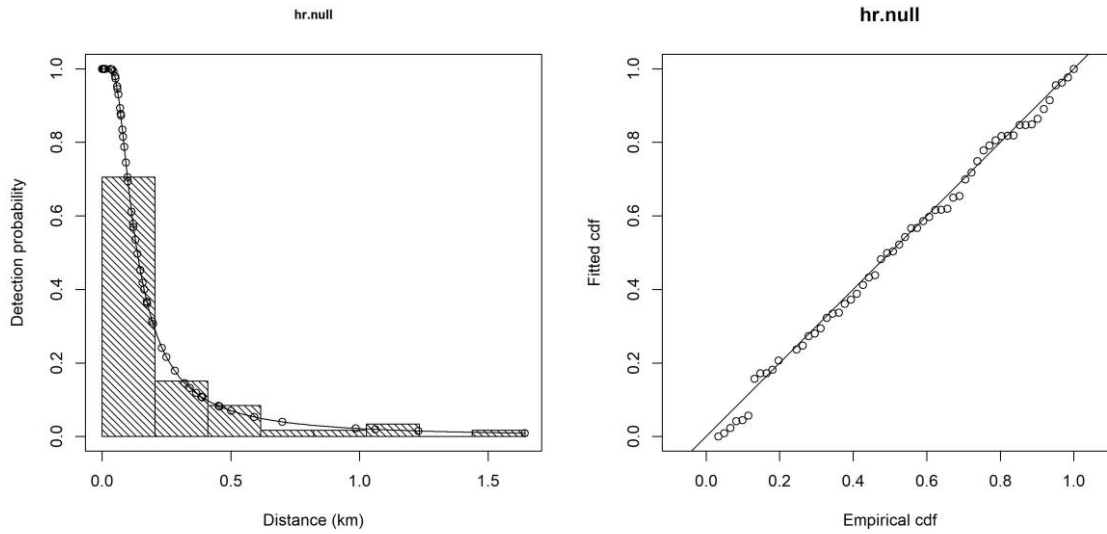 hr.null
Detection probability
1.0
0.8
0.6
0.4
0.2
0.0
0.0 0.5 1.0 1.5
Distance (km)
hr.null
Fitted cdf
1.0
0.8
0.6
0.4
0.2
0.0
0.0 0.2 0.4 0.6 0.8 1.0
Empirical cdf